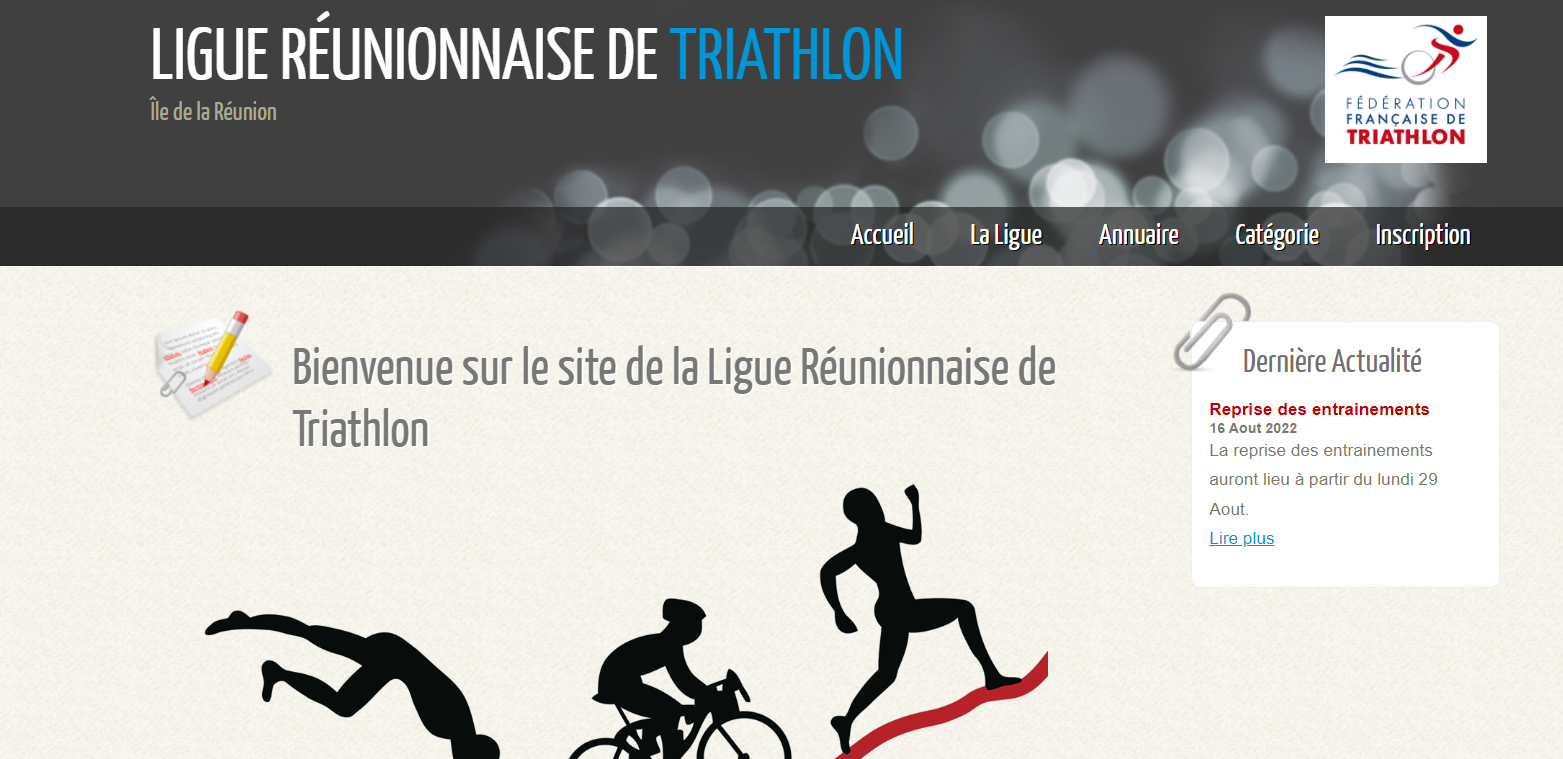 LIGUE RÉUNIONNAISE DE TRIATHLON
Île de la Réunion
FÉDÉRATION
FRANÇAISE DE
TRIATHLON
Accueil La Ligue Annuaire Catégorie Inscription
Bienvenue sur le site de la Ligue Réunionnaise de
Triathlon
Dernière Actualité
Reprise des entrainements
16 Aout 2022
La reprise des entrainements
auront lieu à partir du lundi 29
Aout.
Lire plus